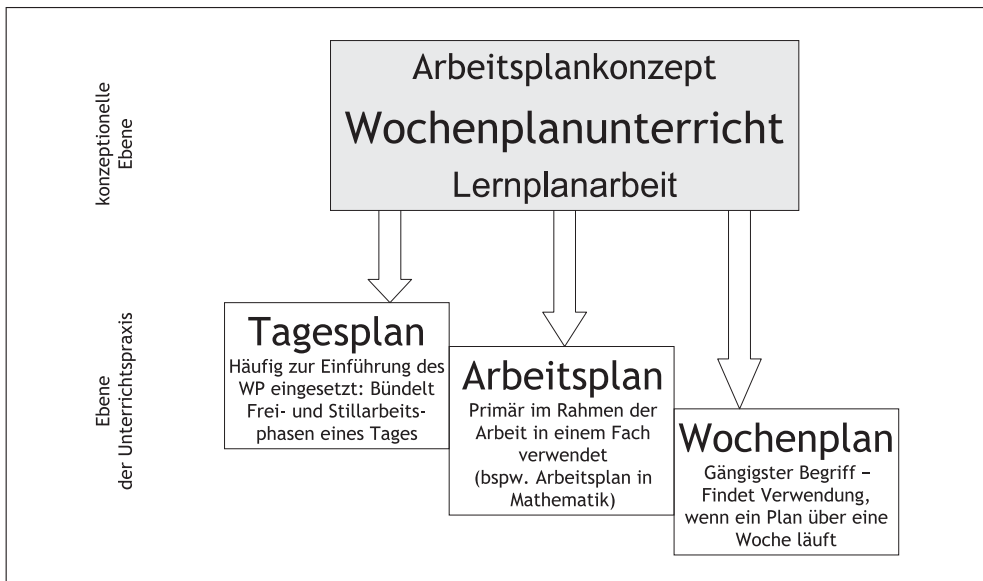 konzeptionelle
Ebene
Arbeitsplankonzept
Wochenplanunterricht
Lernplanarbeit
Ebene
der Unterrichtspraxis
Tagesplan
Häufig zur Einführung des
WP eingesetzt: Bündelt
Frei- und Stillarbeits-
phasen eines Tages
Arbeitsplan
Primär im Rahmen der
Arbeit in einem Fach
verwendet
(bspw. Arbeitsplan in
Mathematik)
Wochenplan
Gängigster Begriff –
Findet Verwendung,
wenn ein Plan über eine
Woche läuft